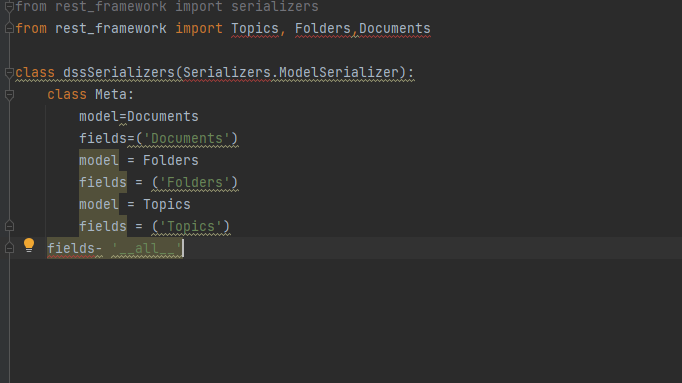 from rest_framework import serializers
from rest_framework import Topics, Folders,Documents
class dssSerializers(Serializers.ModelSerializer):
class Meta:
model=Documents
fields=('Documents')
model = Folders
fields = ('Folders')
model = Topics
fields = ('Topics')
fields- '__all__'